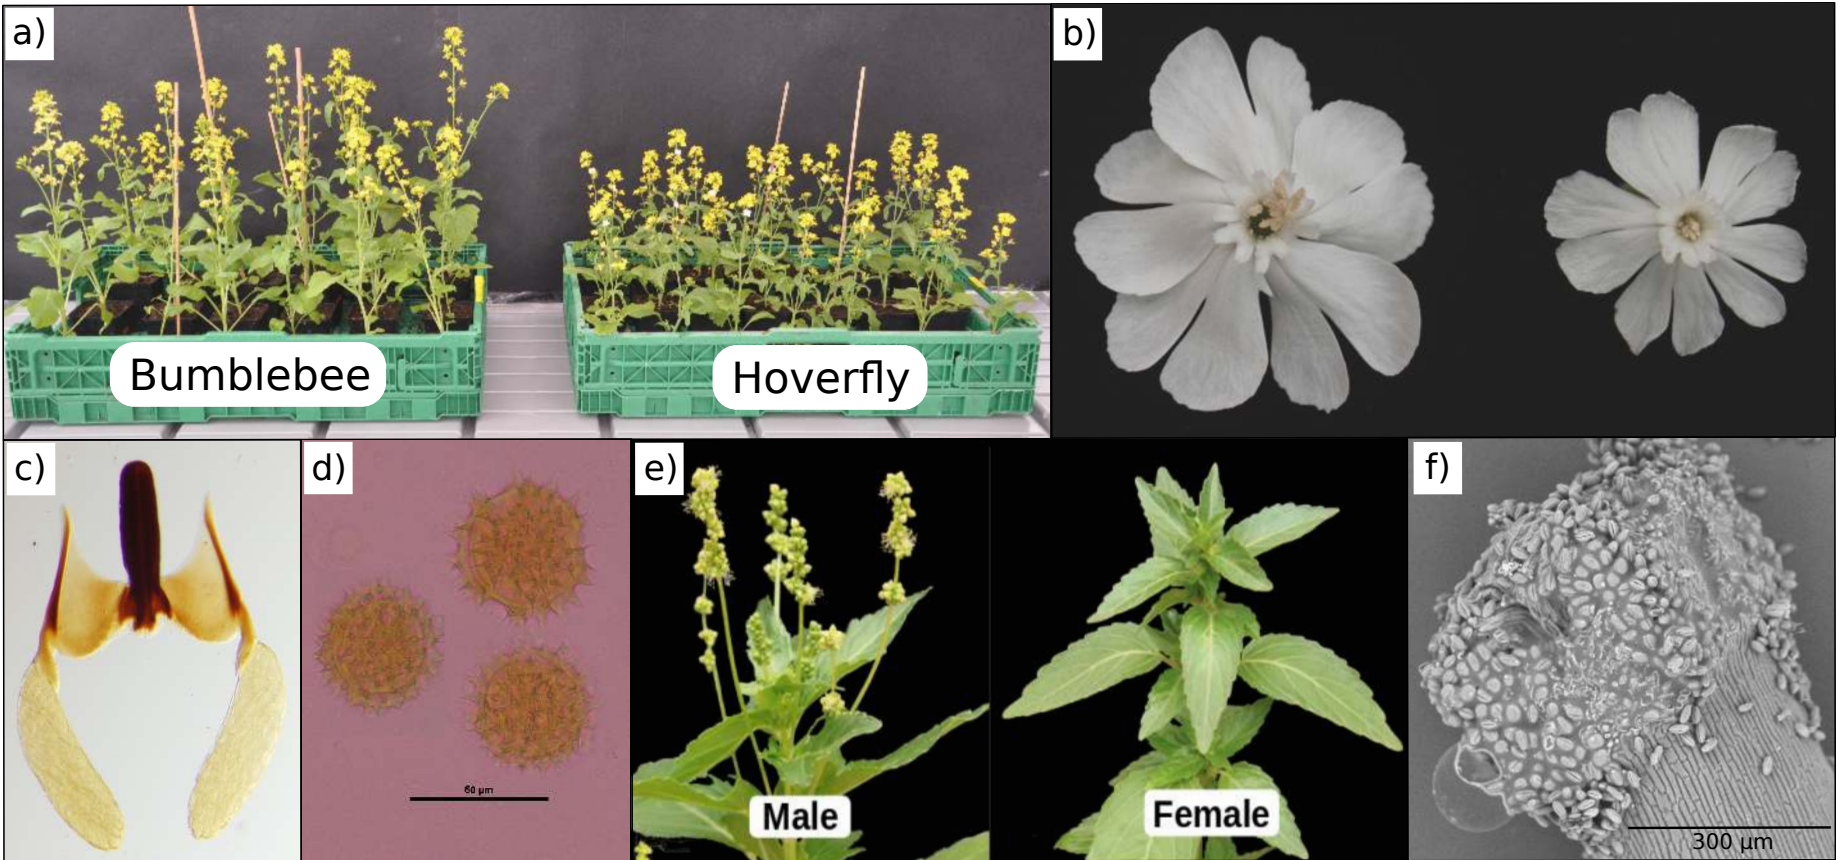 a)
Bumblebee
Hoverfly
b)
c)
d)
60 µm
e)
Male
Female
f)
300 µm